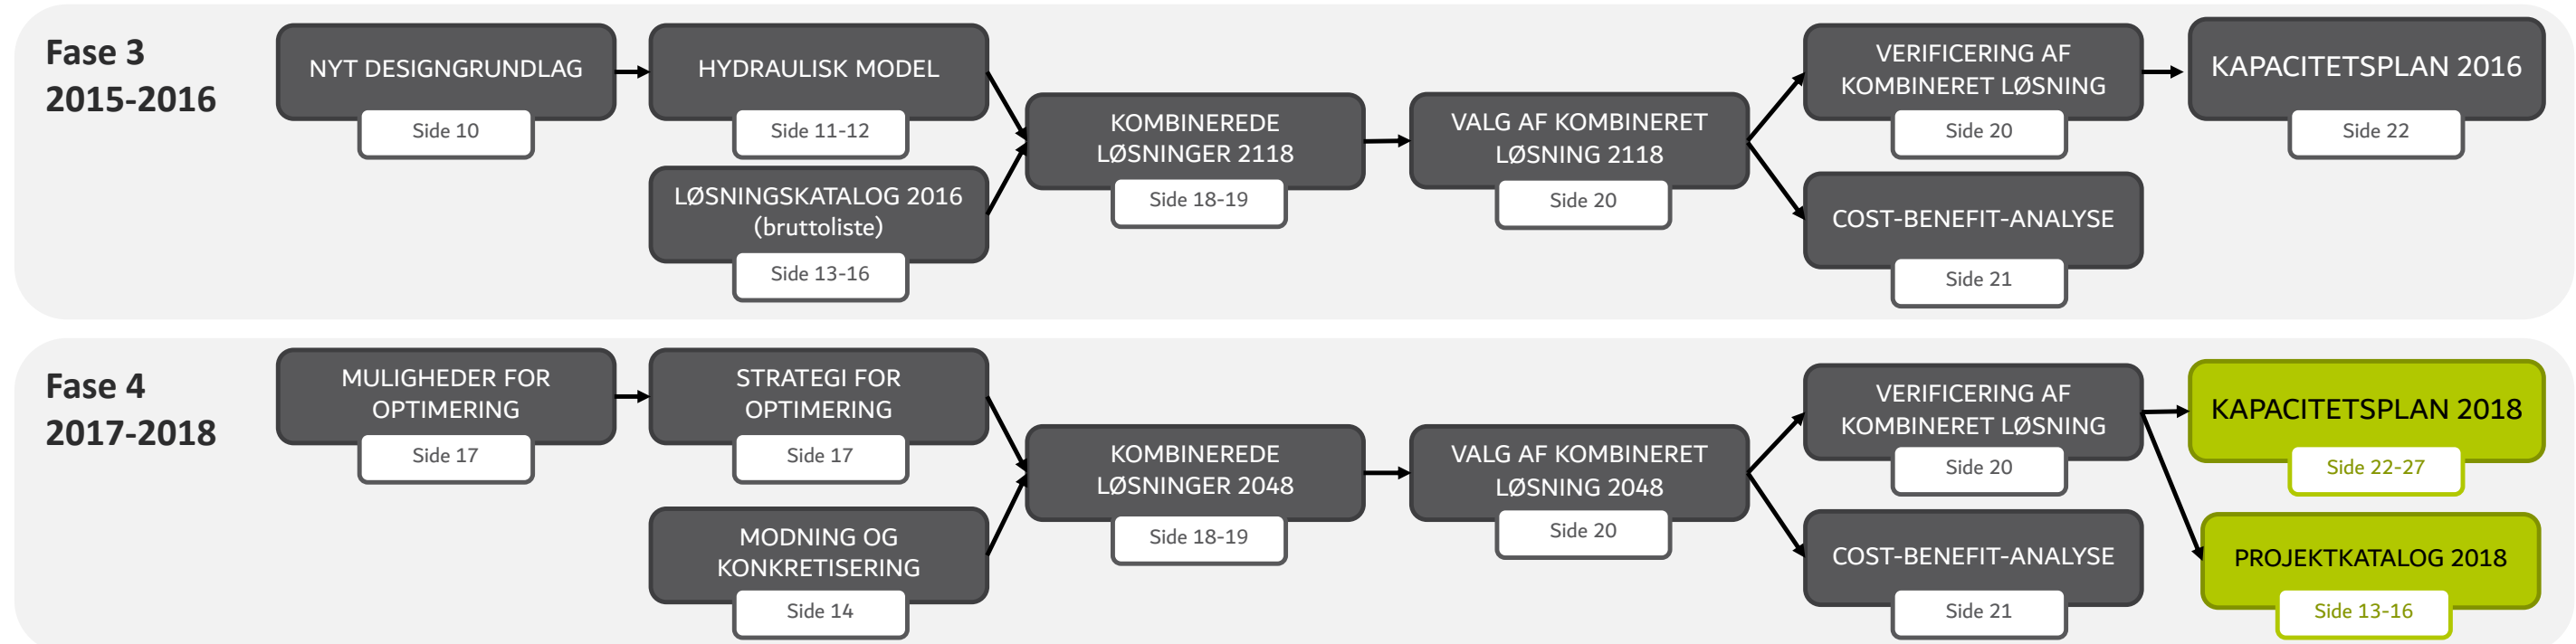 Fase 3
2015-2016
NYT DESIGNGRUNDLAG
Side 10
HYDRAULISK MODEL
Side 11-12
LØSNINGSKATALOG 2016
(bruttoliste)
Side 13-16
KOMBINEREDE
LØSNINGER 2118
Side 18-19
VALG AF KOMBINERET
LØSNING 2118
Side 20
VERIFICERING AF
KOMBINERET LØSNING
Side 20
COST-BENEFIT-ANALYSE
Side 21
KAPACITETSPLAN 2016
Side 22
Fase 4
2017-2018
MULIGHEDER FOR
OPTIMERING
Side 17
STRATEGI FOR
OPTIMERING
Side 17
MODNING OG
KONKRETISERING
Side 14
KOMBINEREDE
LØSNINGER 2048
Side 18-19
VALG AF KOMBINERET
LØSNING 2048
Side 20
VERIFICERING AF
KOMBINERET LØSNING
Side 20
COST-BENEFIT-ANALYSE
Side 21
KAPACITETSPLAN 2018
Side 22-27
PROJEKTKATALOG 2018
Side 13-16